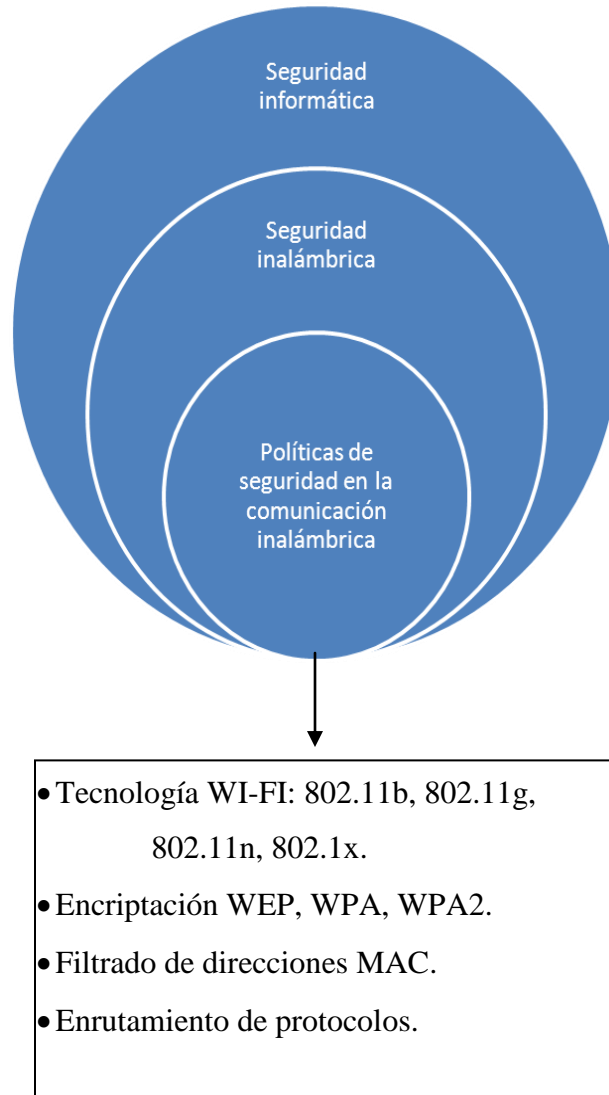 Seguridad
informática
Seguridad
inalámbrica
Políticas de
seguridad en la
comunicación
inalámbrica
• Tecnología WI-FI: 802.11b, 802.11g,
802.11n, 802.1x.
• Encriptación WEP, WPA, WPA2.
• Filtrado de direcciones MAC.
• Enrutamiento de protocolos.